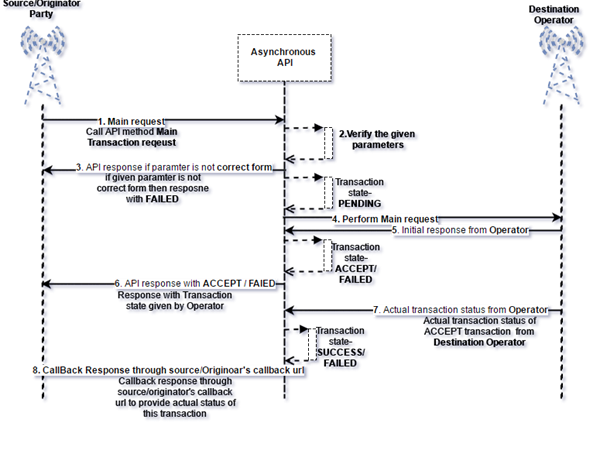 Source/Originator
Party
Destination
Operator
Asynchronous
API
1. Main request
Call API method Main
Transaction reqeust
2.Verify the given
parameters
3. API response if paramter is not correct form
if given paramter is not
correct form then resposne
with FAILED
Transaction
state-
PENDING
4. Perform Main request
5. Initial response from Operator
Transaction
state-
ACCEPT/
FAILED
6. API response with ACCEPT / FAIED
Response with Transaction
state given by Operator
7. Actual transaction status from Operator
Actual transaction status of
ACCEPT transaction from
Destination Operator
Transaction
state-
SUCCESS/
FAILED
8. CallBack Response through source/Originoar's callback url
Callback response through
source/originator's callback
url to provide actual status of
this transaction